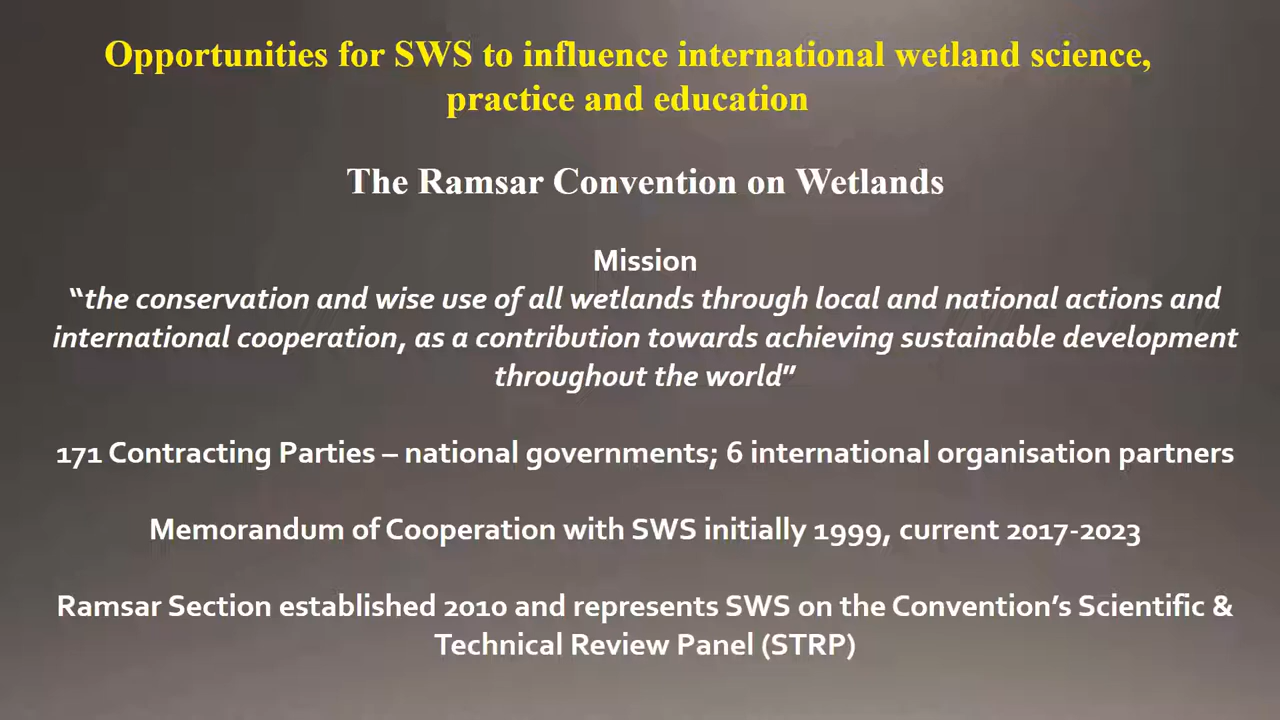 Opportunities for SWS to influence international wetland science,
practice and education
The Ramsar Convention on Wetlands
Mission
“the conservation and wise use of all wetlands through local and national actions and
international cooperation, as a contribution towards achieving sustainable development
throughout the world”
171 Contracting Parties – national governments; 6 international organisation partners
Memorandum of Cooperation with SWS initially 1999, current 2017-2023
Ramsar Section established 2010 and represents SWS on the Convention’s Scientific &
Technical Review Panel (STRP)